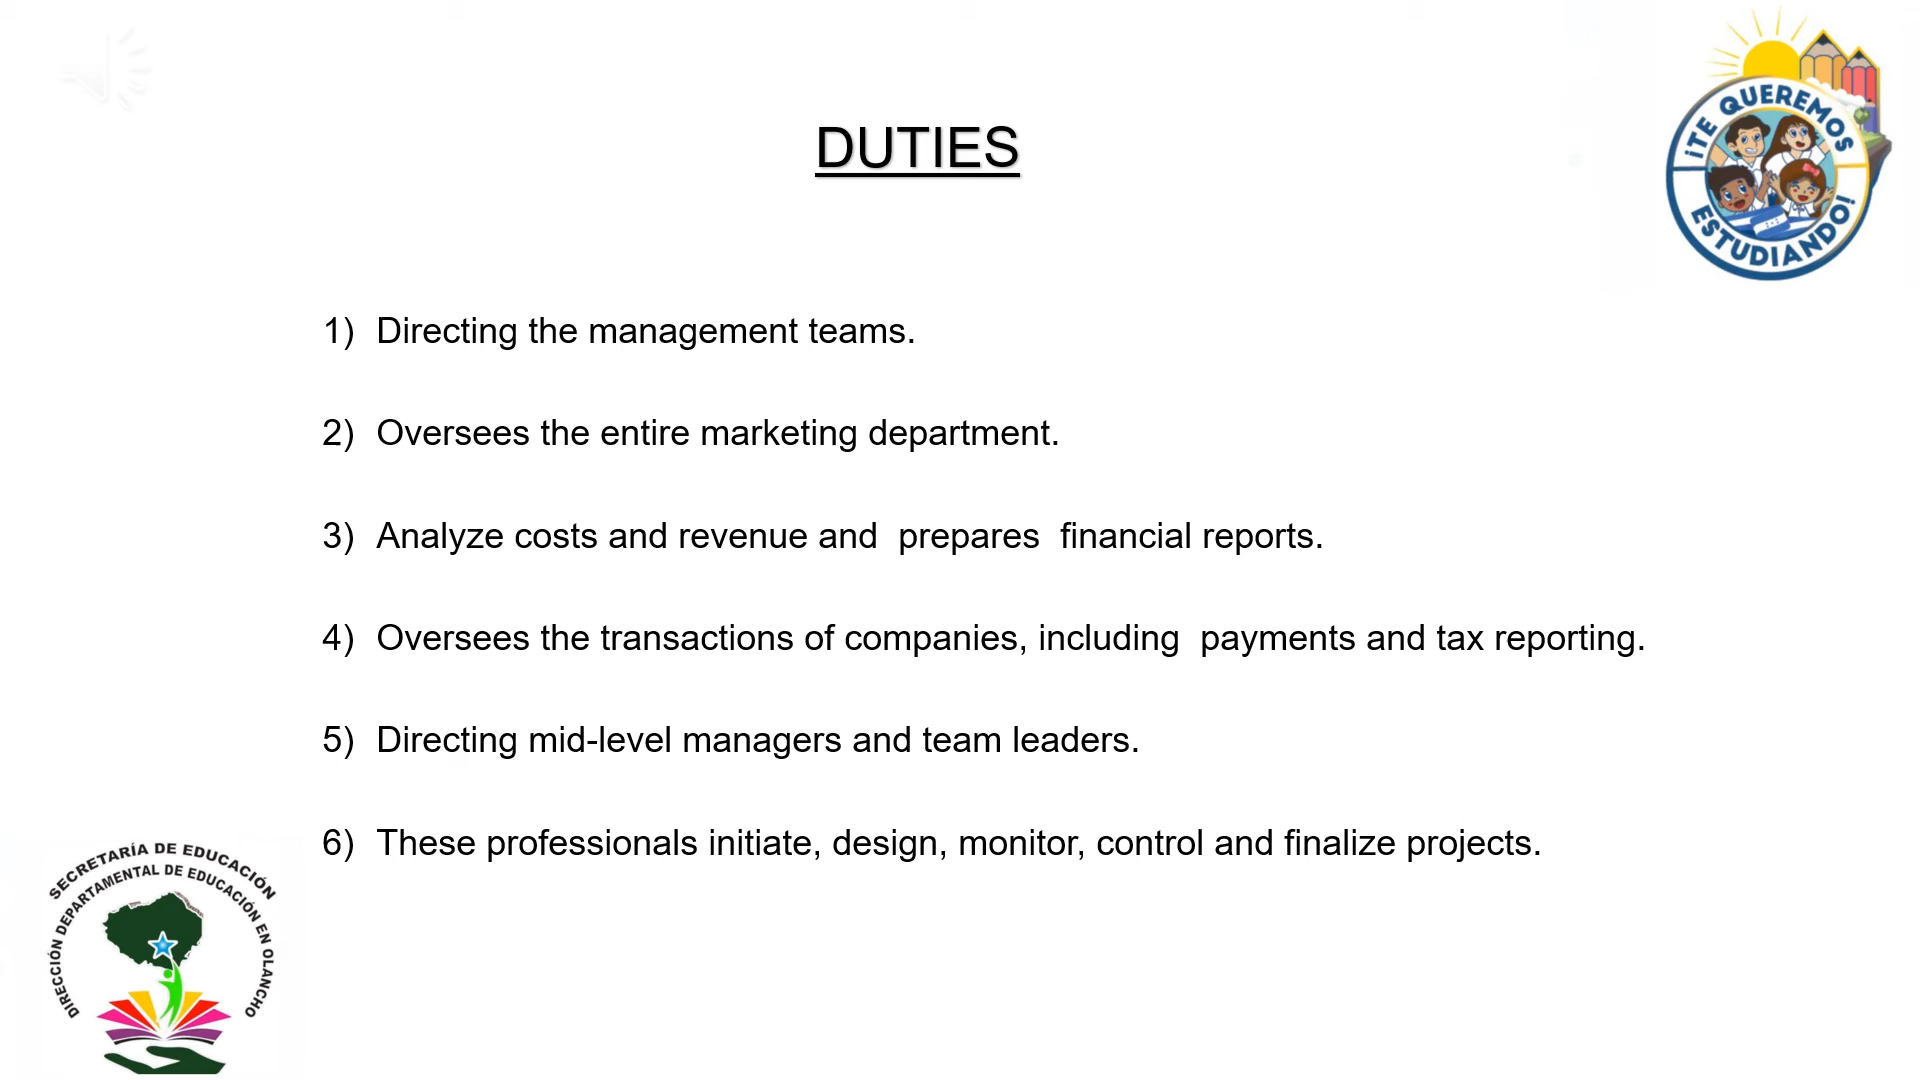 ¡TE QUEREMOS
ESTUDIANDO!
DUTIES
1) Directing the management teams.
2) Oversees the entire marketing department.
3) Analyze costs and revenue and  prepares  financial reports.
4) Oversees the transactions of companies, including  payments and tax reporting.
5) Directing mid-level managers and team leaders.
6) These professionals initiate, design, monitor, control and finalize projects.
SECRETARÍA DE EDUCACIÓN
DIRECCIÓN DEPARTAMENTAL DE EDUCACIÓN EN OLANCHO